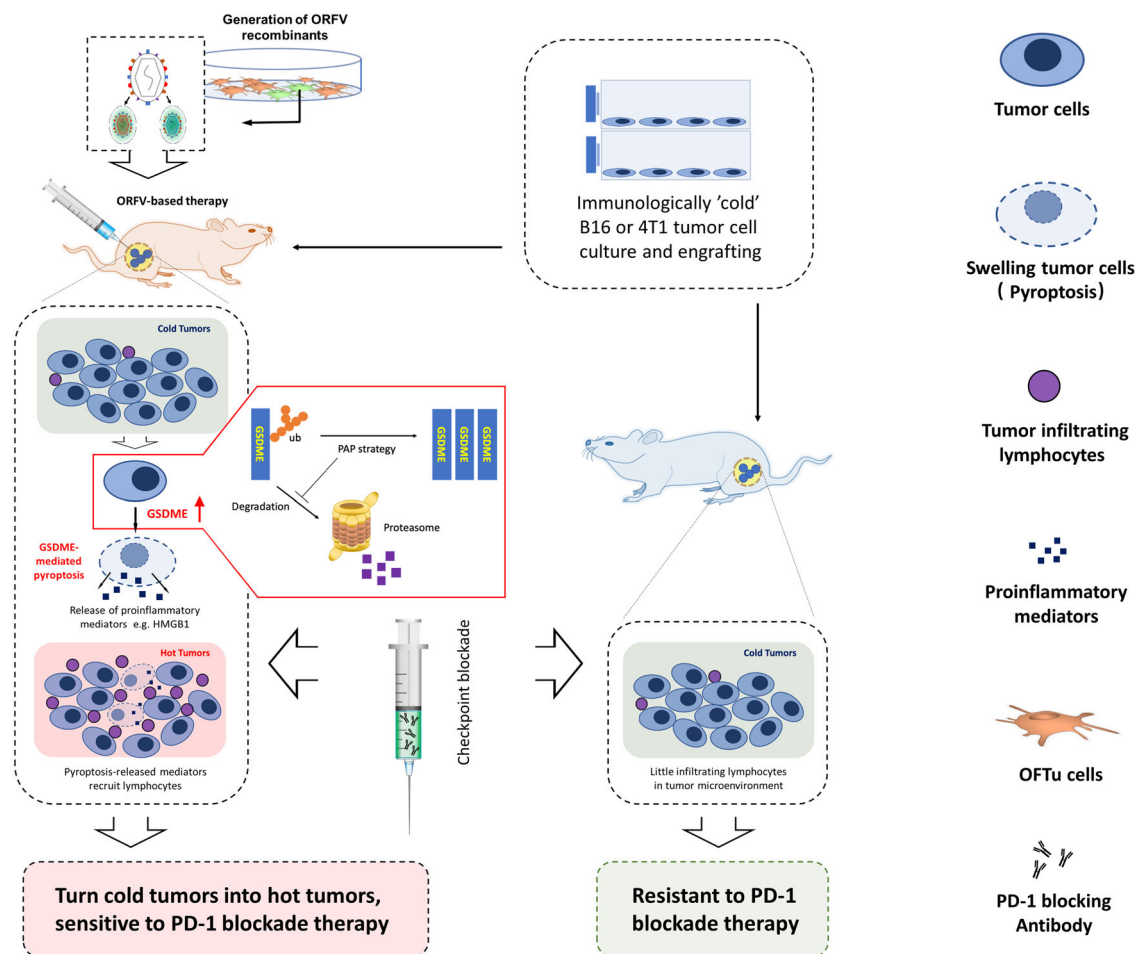 Generation of ORFV
recombinants
ORFV-based therapy
Immunologically ’cold’
B16 or 4T1 tumor cell
culture and engrafting
Cold Tumors
GSDME
ub
PAP strategy
GSDME
GSDME
GSDME
Degradation
Proteasome
GSDME
GSDME-
mediated
pyroptosis
Release of proinflammatory
mediators e.g. HMGB1
Hot Tumors
Pyroptosis-released mediators
recruit lymphocytes
Checkpoint blockade
Cold Tumors
Little infiltrating lymphocytes
in tumor microenvironment
Turn cold tumors into hot tumors,
sensitive to PD-1 blockade therapy
Resistant to PD-1
blockade therapy
Tumor cells
Swelling tumor cells
( Pyroptosis)
Tumor infiltrating
lymphocytes
Proinflammatory
mediators
OFTu cells
PD-1 blocking
Antibody